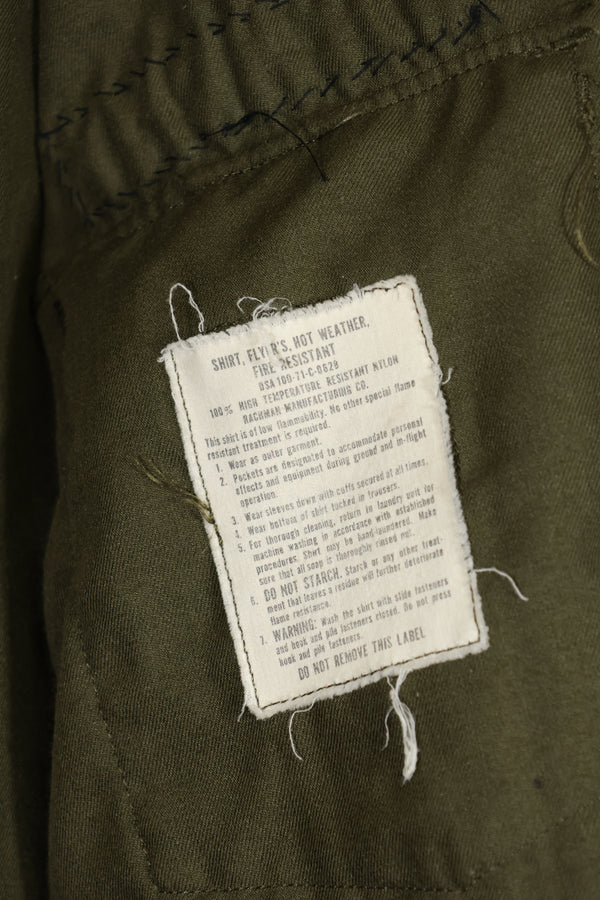 SHIRT, FLYER'S, HOT WEATHER,
FIRE RESISTANT
DSA 100-71-C-0628
100% HIGH TEMPERATURE RESISTANT NYLON
RACHMAN MANUFACTURING CO.
This shirt is of low flammability. No other special flame
resistant treatment is required.
1. Wear as outer garment.
2. Pockets are designated to accommodate personal
effects and equipment during ground and in-flight
operation.
3. Wear sleeves down with cuffs secured at all times.
4. Wear bottom of shirt tucked in trousers.
5. For thorough cleaning, return to laundry unit for
machine washing in accordance with established
procedures. Shirt may be hand-laundered. Make
sure that all soap is thoroughly rinsed out.
6. DO NOT STARCH. Starch or any other treat-
ment that leaves a residue will further deteriorate
flame resistance.
7. WARNING: Wash the shirt with slide fasteners
and hook and pile fasteners closed. Do not press
hook and pile fasteners.
DO NOT REMOVE THIS LABEL